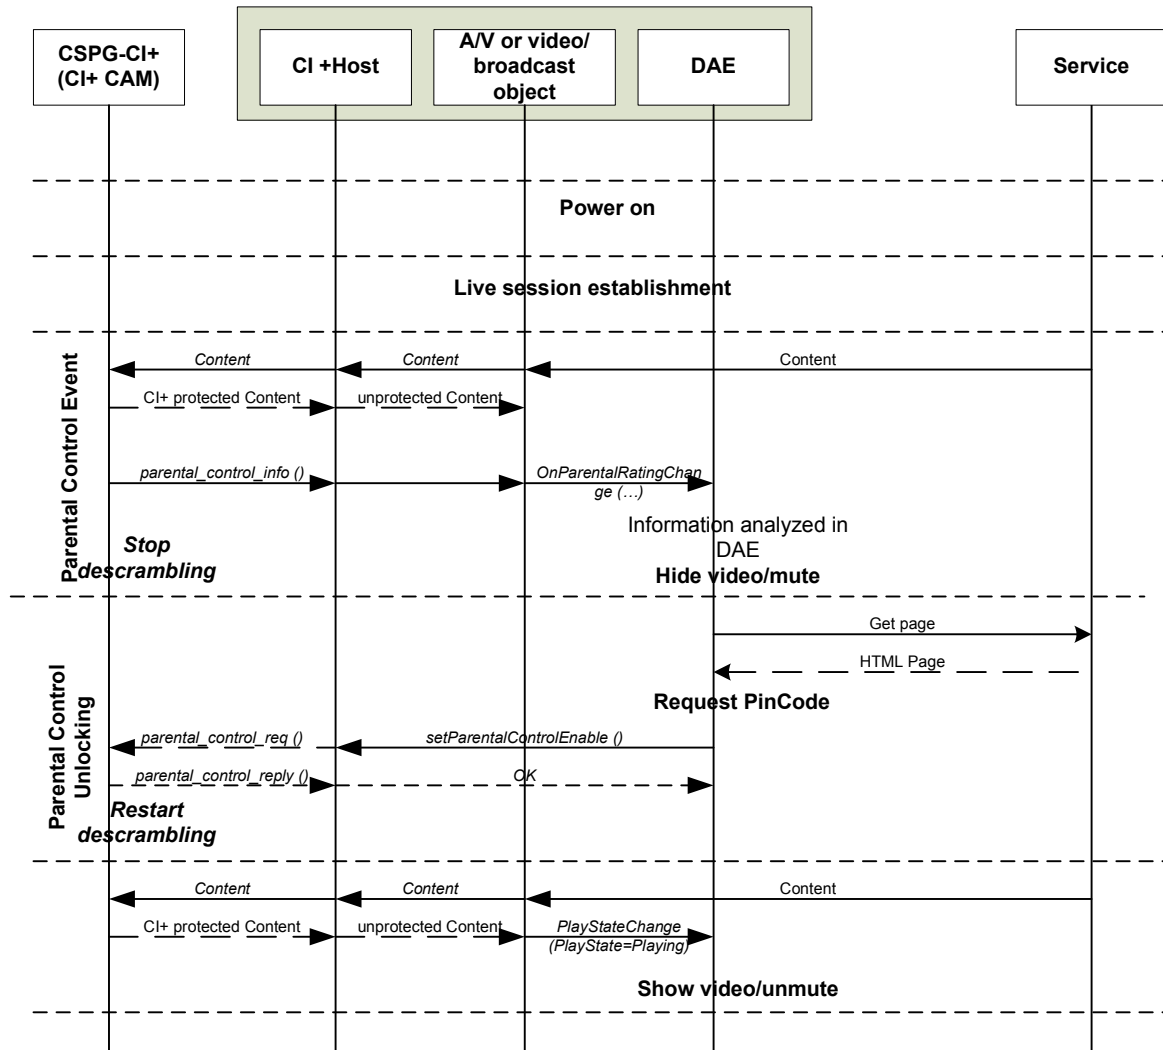 CSPG-CI+
(CI+ CAM)
CI +Host
A/V or video/
broadcast
object
DAE
Service
Power on
Live session establishment
Parental Control Event
Content
Content
Content
CI+ protected Content
unprotected Content
parental_control_info ()
OnParentalRatingChan
ge (…)
Information analyzed in
DAE
Stop
descrambling
Hide video/mute
Parental Control
Unlocking
Get page
HTML Page
Request PinCode
parental_control_req ()
setParentalControlEnable ()
parental_control_reply ()
OK
Restart
descrambling
Content
Content
Content
CI+ protected Content
unprotected Content
PlayStateChange
(PlayState=Playing)
Show video/unmute